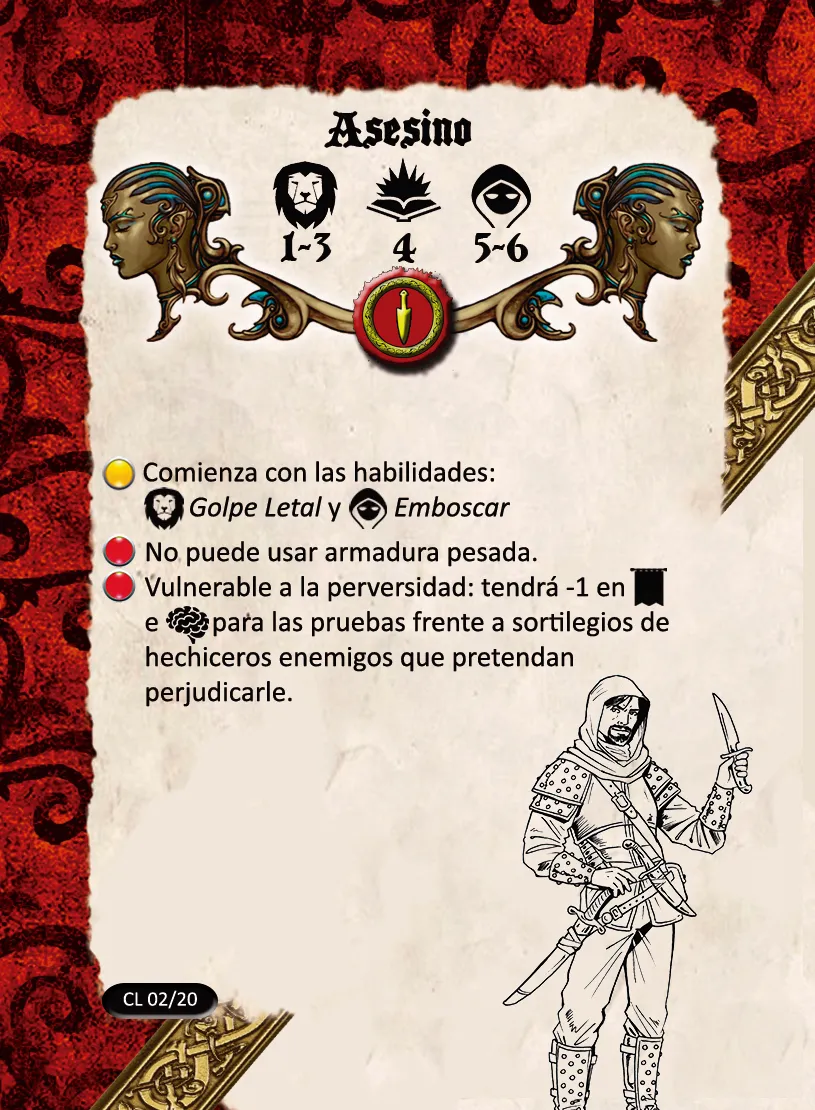 Asesino
1-3 4 5-6
Comienza con las habilidades:
Golpe Letal y Emboscar
No puede usar armadura pesada.
Vulnerable a la perversidad: tendrá -1 en
e para las pruebas frente a sortilegios de
hechiceros enemigos que pretendan
perjudicarle.
CL 02/20